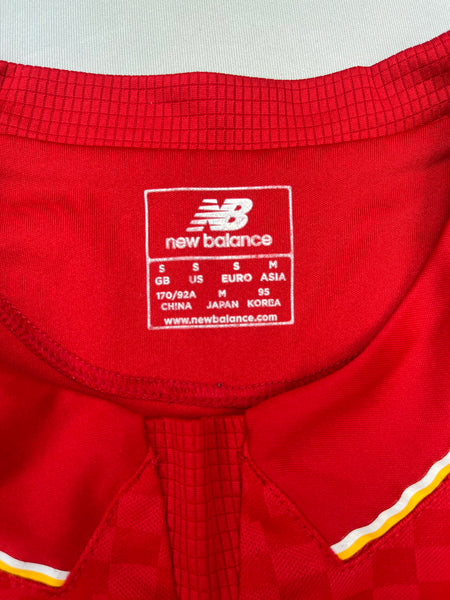 NB
new balance
S S S M
GB US EURO ASIA
170/92A M 95
CHINA JAPAN KOREA
www.newbalance.com